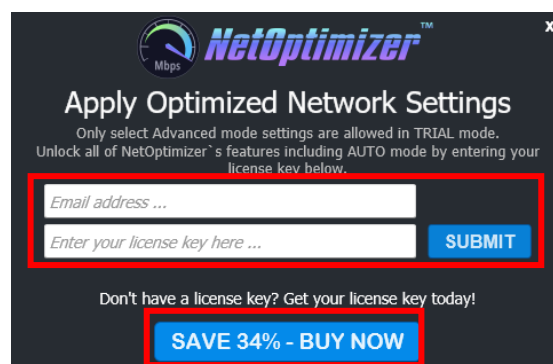 NetOptimizer™
x
Mbps
Apply Optimized Network Settings
Only select Advanced mode settings are allowed in TRIAL mode.
Unlock all of NetOptimizer`s features including AUTO mode by entering your
license key below.
Email address ...
Enter your license key here ...
SUBMIT
Don't have a license key? Get your license key today!
SAVE 34% - BUY NOW